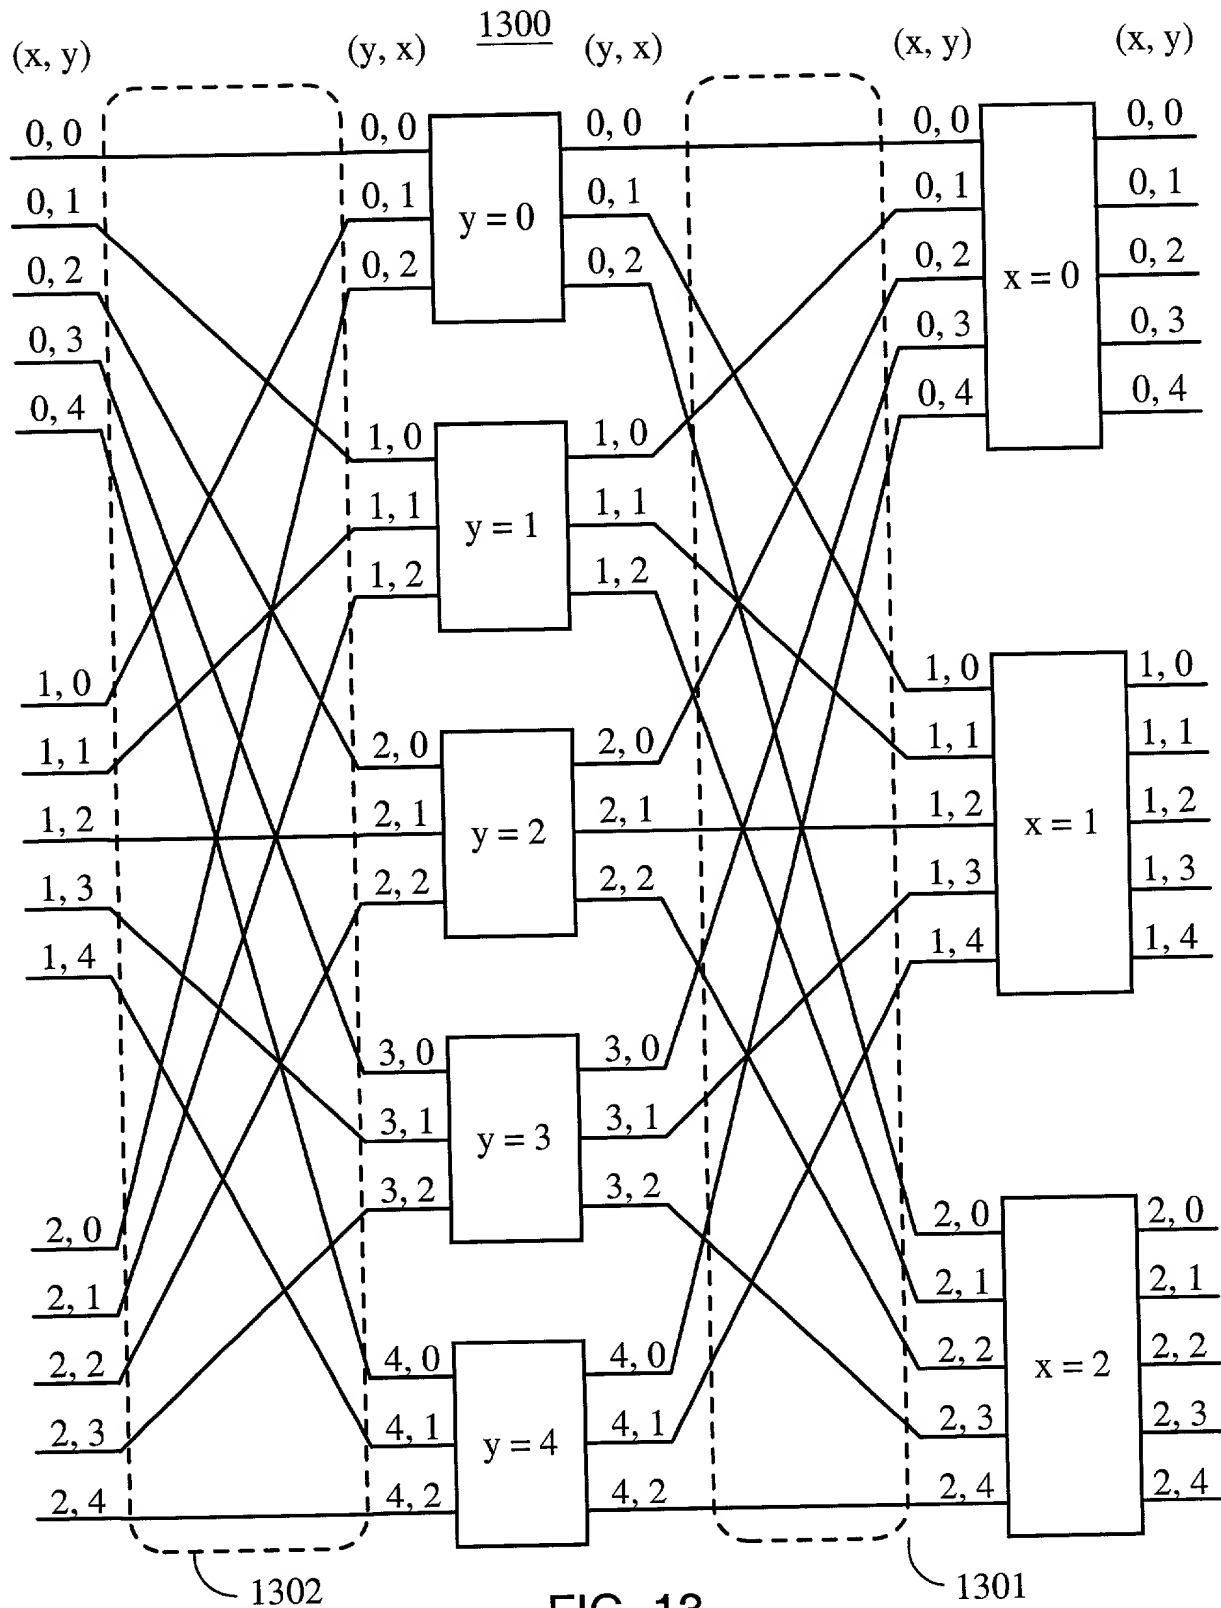 1300
(x, y) (y, x) (y, x) (x, y) (x, y)
0, 0 0, 0 0, 0 0, 0 0, 0
0, 1 0, 1 y = 0 0, 1 0, 1 0, 1
0, 2 0, 2 0, 2 0, 2 x = 0 0, 2
0, 3 0, 3 0, 3
0, 4 0, 4 0, 4
1, 0 1, 0
1, 1 y = 1 1, 1
1, 2 1, 2
1, 0 1, 0 1, 0
1, 1 2, 0 2, 0 1, 1 1, 1
1, 2 2, 1 y = 2 2, 1 1, 2 x = 1 1, 2
1, 3 2, 2 2, 2 1, 3 1, 3
1, 4 1, 4 1, 4
3, 0 3, 0
3, 1 y = 3 3, 1
3, 2 3, 2
2, 0 2, 0 2, 0
2, 1 2, 1 2, 1
2, 2 4, 0 4, 0 2, 2 x = 2 2, 2
2, 3 4, 1 y = 4 4, 1 2, 3 2, 3
2, 4 4, 2 4, 2 2, 4 2, 4
1302 1301
FIG. 13